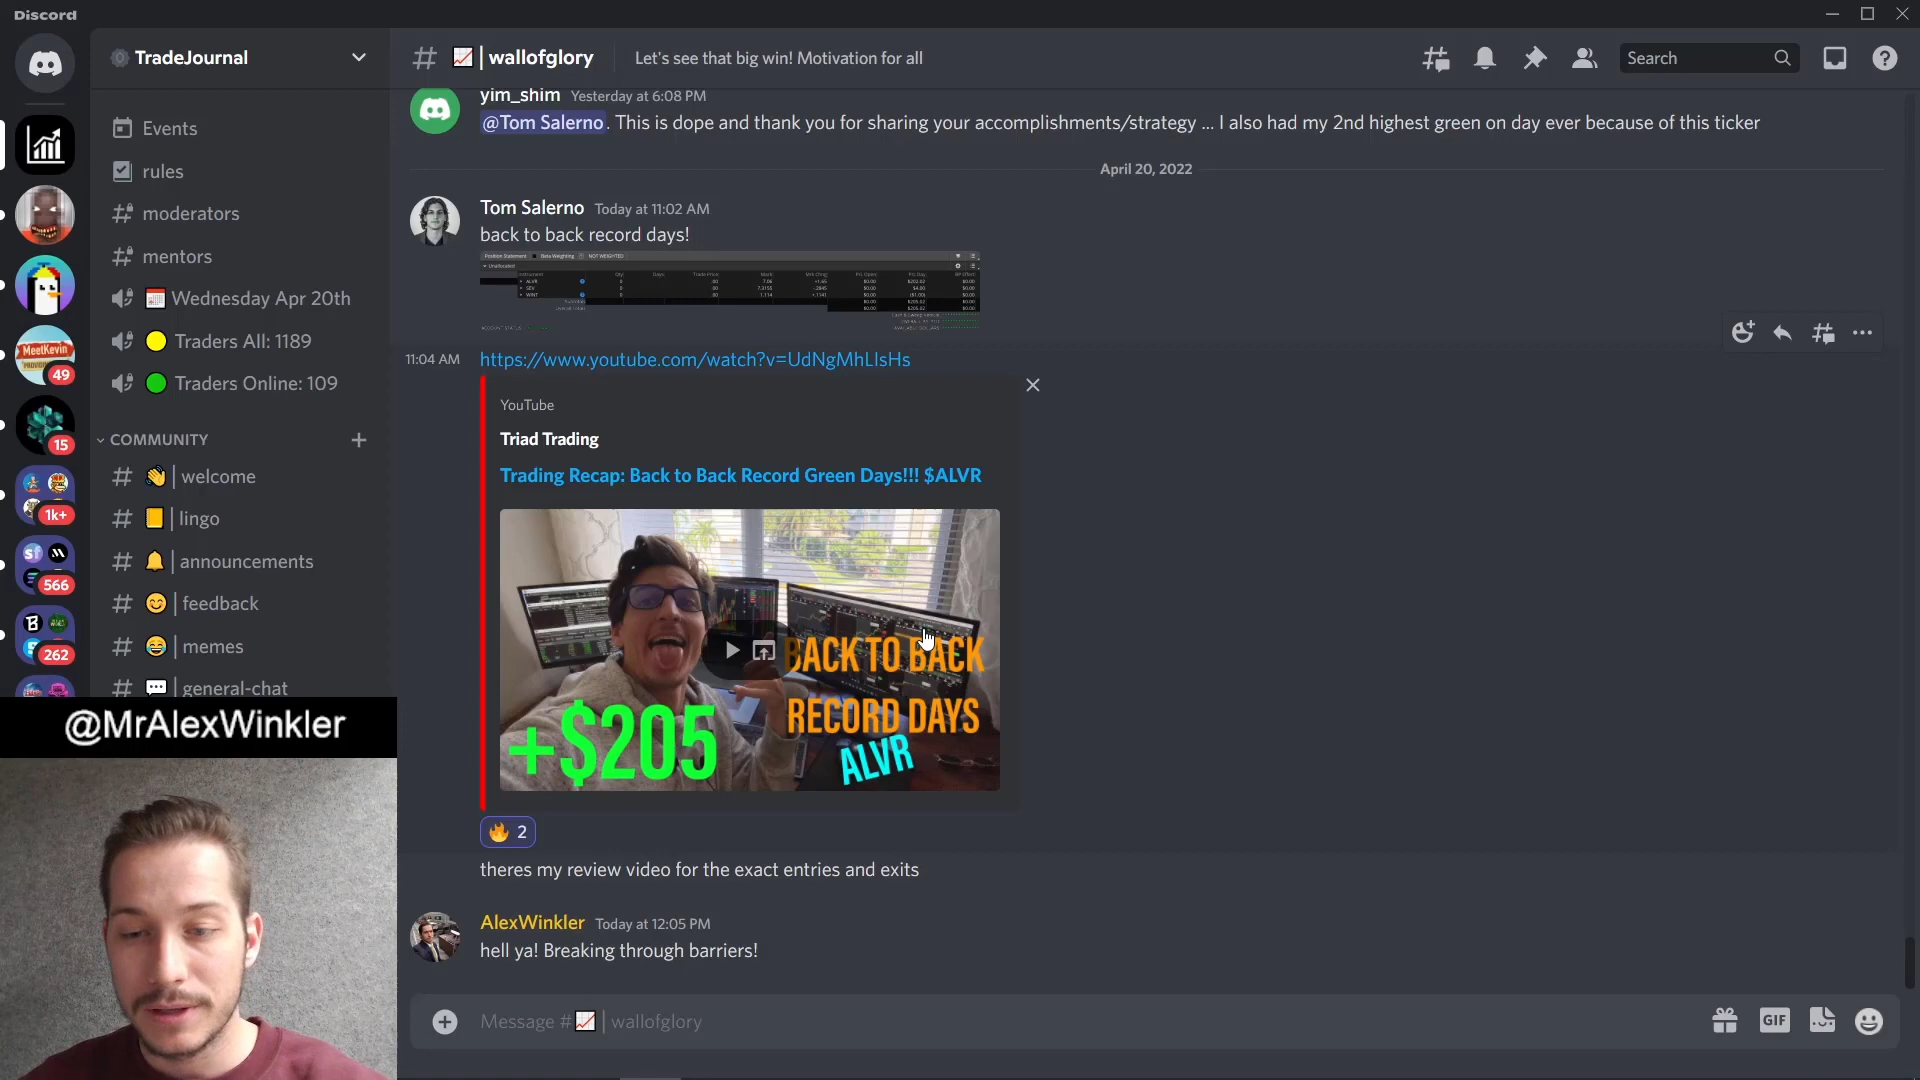 Discord
TradeJournal
Events
rules
moderators
mentors
Wednesday Apr 20th
Traders All: 1189
Traders Online: 109
COMMUNITY
welcome
lingo
announcements
feedback
memes
general-chat
49
15
1k+
566
262
MeetKevin
@MrAlexWinkler
wallofglory
Let's see that big win! Motivation for all
Search
yim_shim Yesterday at 6:08 PM
@Tom Salerno. This is dope and thank you for sharing your accomplishments/strategy ... I also had my 2nd highest green on day ever because of this ticker
April 20, 2022
Tom Salerno Today at 11:02 AM
back to back record days!
Position Statement Beta Weighting NOT WEIGHTED
11:04 AM https://www.youtube.com/watch?v=UdNgMhLIsHs
YouTube
Triad Trading
Trading Recap: Back to Back Record Green Days!!! $ALVR
BACK TO BACK
RECORD DAYS
ALVR
+$205
2
theres my review video for the exact entries and exits
AlexWinkler Today at 12:05 PM
hell ya! Breaking through barriers!
Message # | wallofglory
GIF